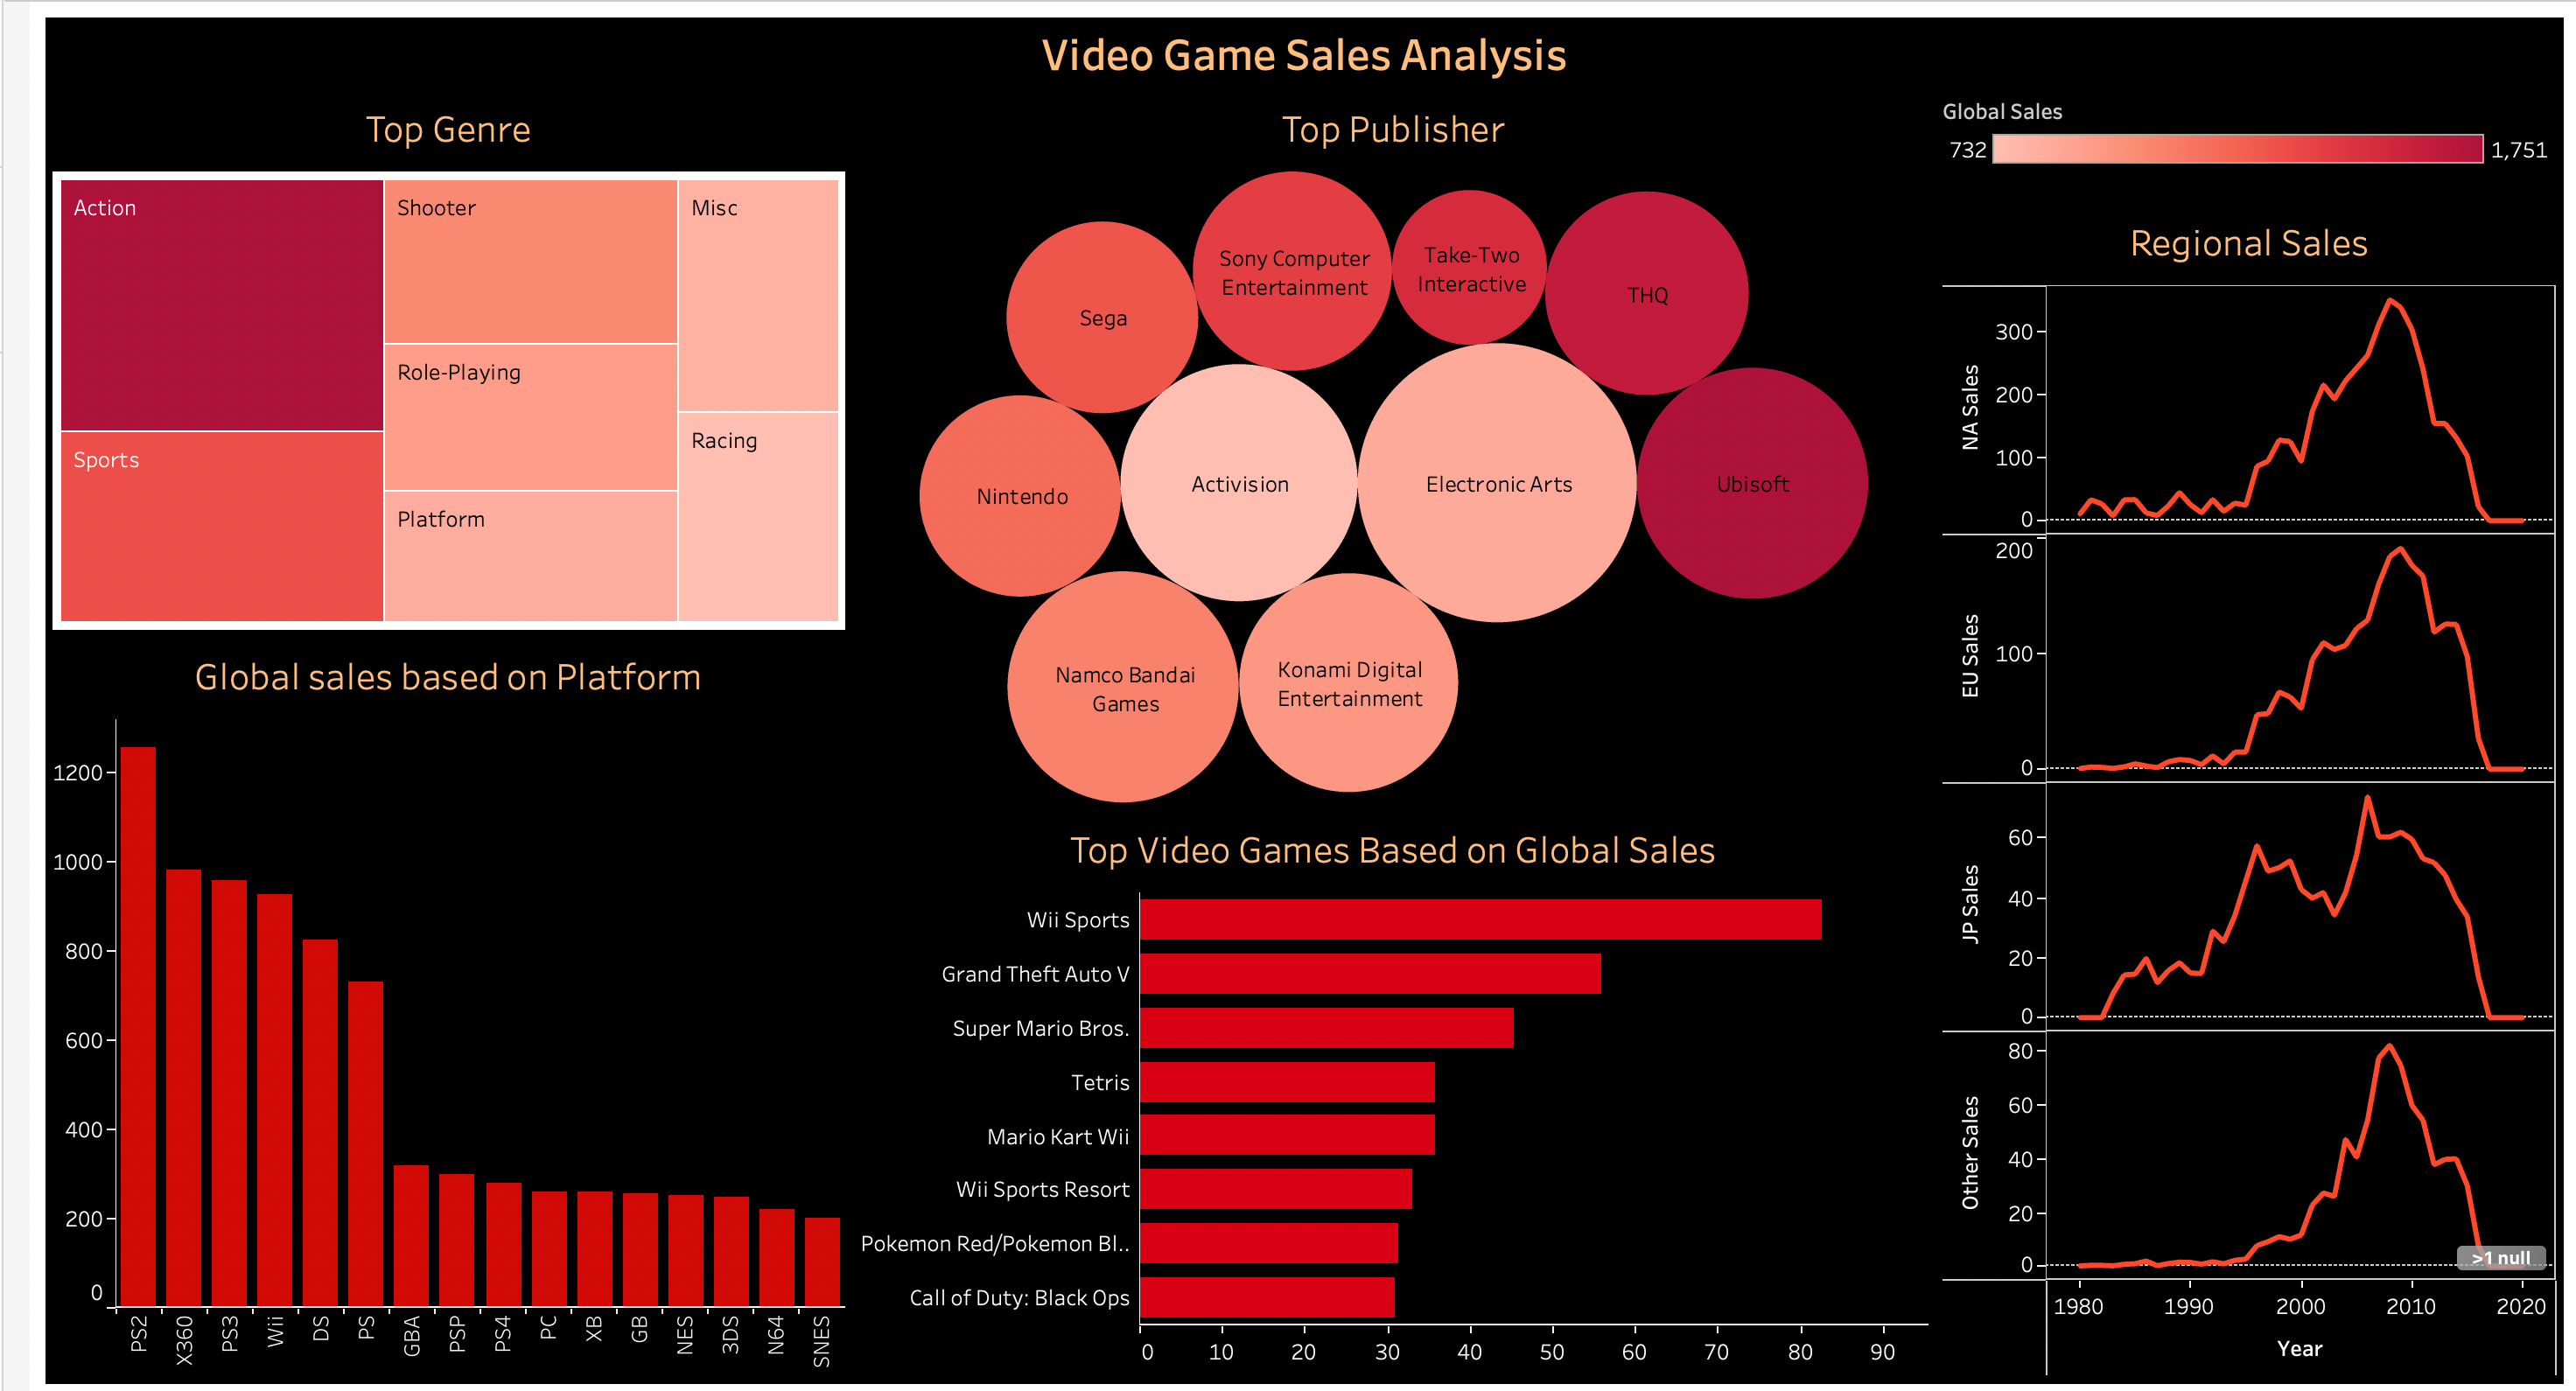 Video Game Sales Analysis
Top Genre
Action
Sports
Shooter
Role-Playing
Platform
Misc
Racing
Global sales based on Platform
1200
1000
800
600
400
200
0
PS2
X360
PS3
Wii
DS
PS
GBA
PSP
PS4
PC
XB
GB
NES
3DS
N64
SNES
Top Publisher
Sony Computer
Entertainment
Take-Two
Interactive
THQ
Sega
Nintendo
Activision
Electronic Arts
Ubisoft
Namco Bandai
Games
Konami Digital
Entertainment
Top Video Games Based on Global Sales
Wii Sports
Grand Theft Auto V
Super Mario Bros.
Tetris
Mario Kart Wii
Wii Sports Resort
Pokemon Red/Pokemon Bl..
Call of Duty: Black Ops
0 10 20 30 40 50 60 70 80 90
Global Sales
732 1,751
Regional Sales
NA Sales
300
200
100
0
EU Sales
200
100
0
JP Sales
60
40
20
0
Other Sales
80
60
40
20
0
>1 null
1980 1990 2000 2010 2020
Year